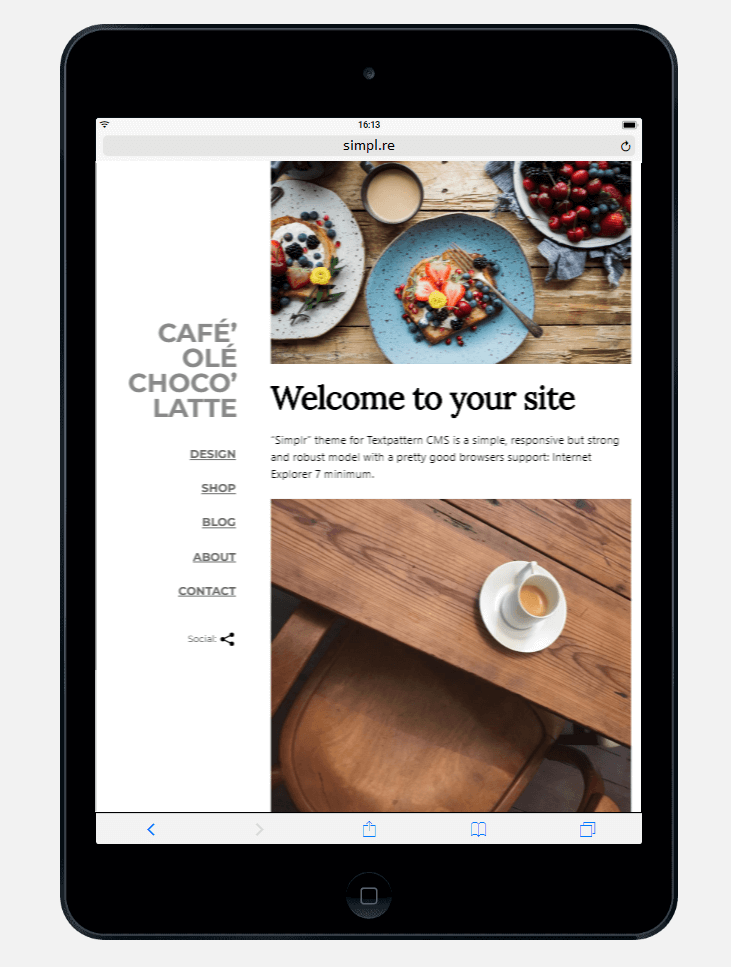 16:13
simpl.re
CAFÉ’
OLÉ
CHOCO’
LATTE
DESIGN
SHOP
BLOG
ABOUT
CONTACT
Social:
Welcome to your site
“Simplr” theme for Textpattern CMS is a simple, responsive but strong
and robust model with a pretty good browsers support: Internet
Explorer 7 minimum.